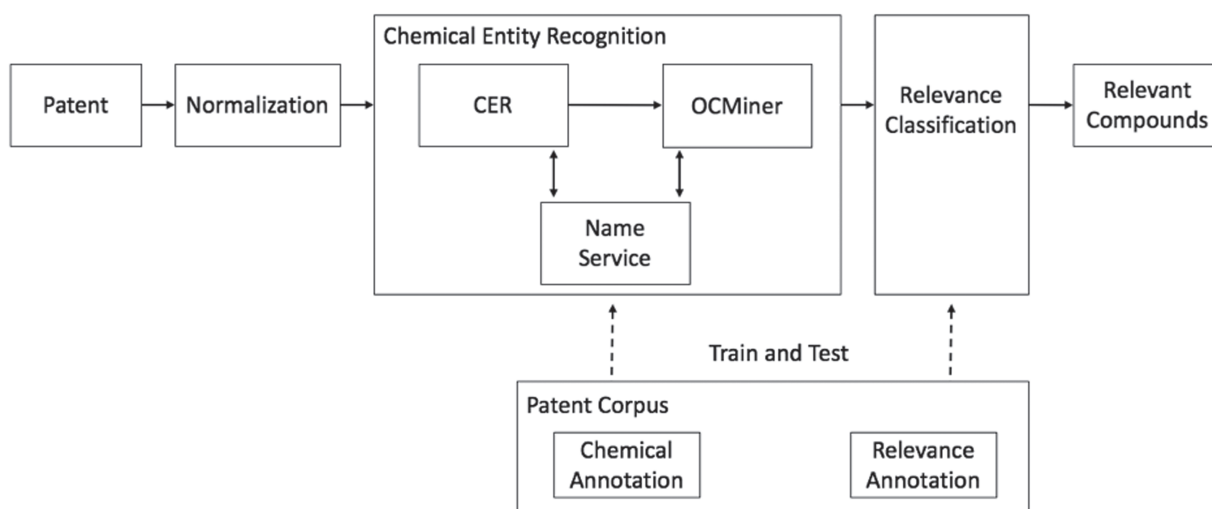 Chemical Entity Recognition
Patent
Normalization
CER
OCMiner
Relevance
Classification
Relevant
Compounds
Name
Service
Train and Test
Patent Corpus
Chemical
Annotation
Relevance
Annotation